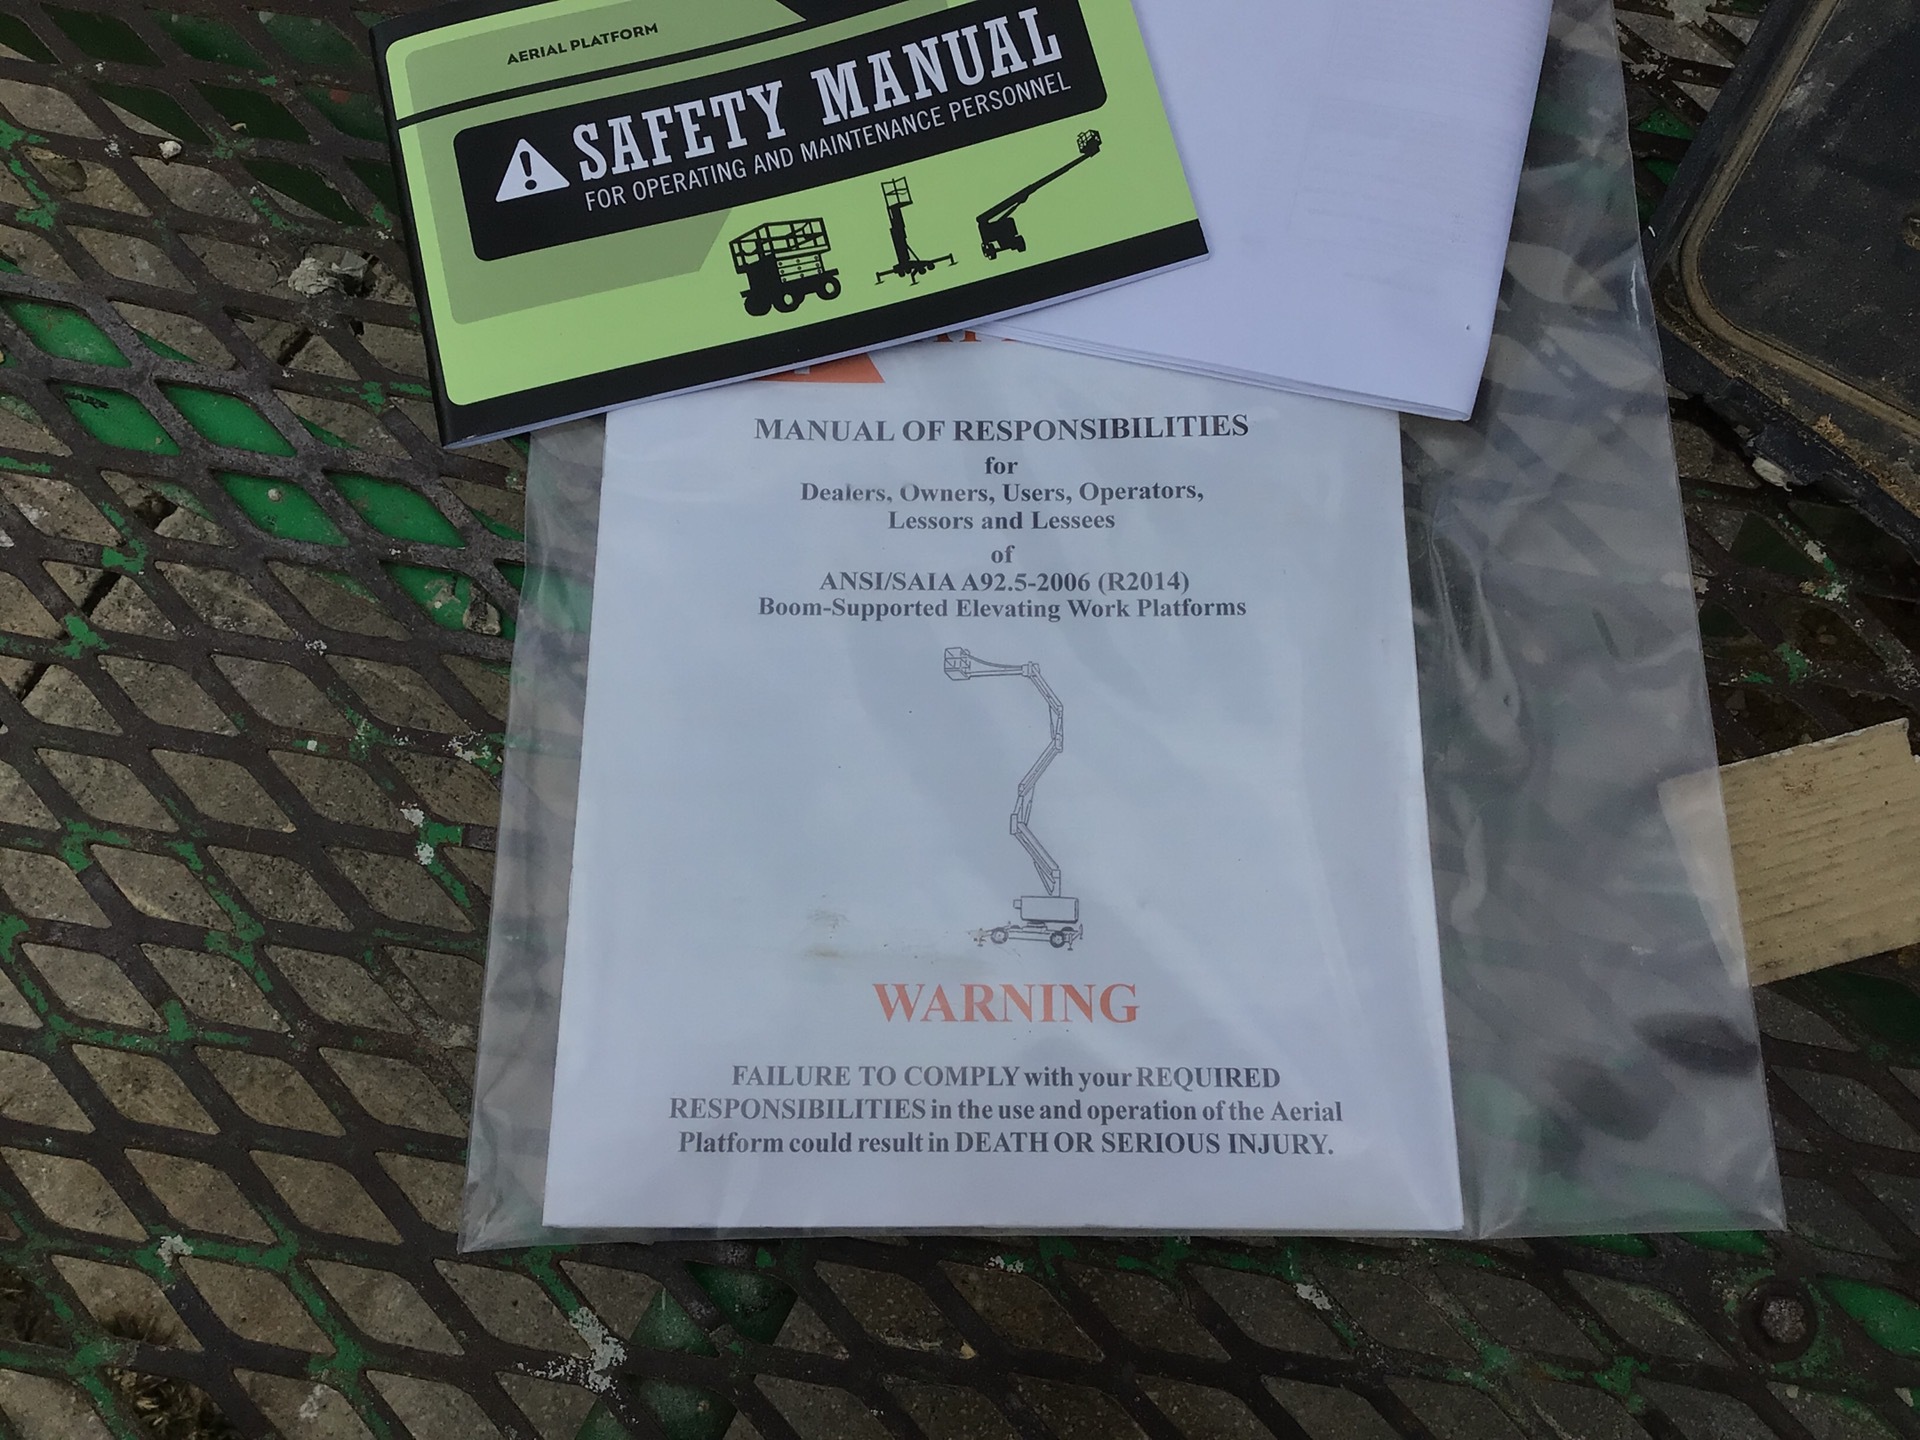 AERIAL PLATFORM
SAFETY MANUAL
FOR OPERATING AND MAINTENANCE PERSONNEL
MANUAL OF RESPONSIBILITIES
for
Dealers, Owners, Users, Operators,
Lessors and Lessees
of
ANSI/SAIA A92.5-2006 (R2014)
Boom-Supported Elevating Work Platforms
WARNING
FAILURE TO COMPLY with your REQUIRED
RESPONSIBILITIES in the use and operation of the Aerial
Platform could result in DEATH OR SERIOUS INJURY.